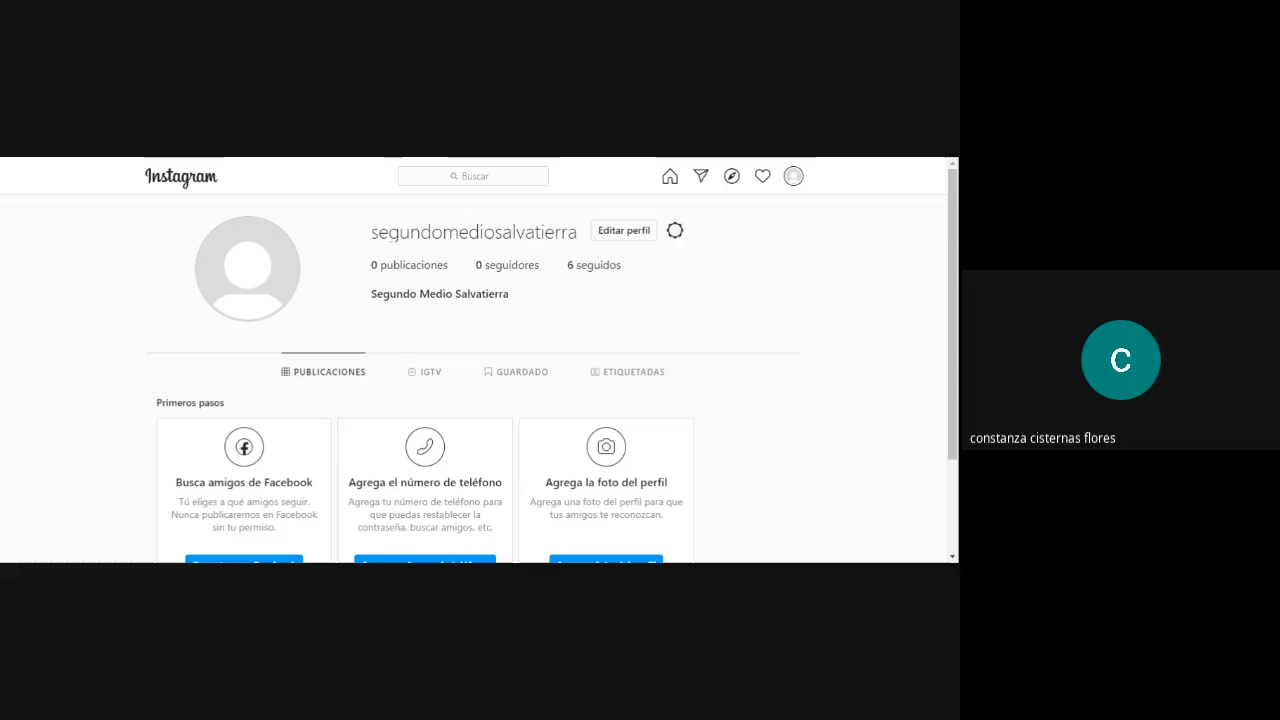 Instagram
Buscar
segundomediosalvatierra Editar perfil
0 publicaciones 0 seguidores 6 seguidos
Segundo Medio Salvatierra
PUBLICACIONES IGTV GUARDADO ETIQUETADAS
Primeros pasos
Busca amigos de Facebook
Tú eliges a qué amigos seguir.
Nunca publicaremos en Facebook
sin tu permiso.
Agrega el número de teléfono
Agrega tu número de teléfono para
que puedas restablecer la
contraseña, buscar amigos, etc.
Agrega la foto del perfil
Agrega una foto del perfil para que
tus amigos te reconozcan.
C
constanza cisternas flores